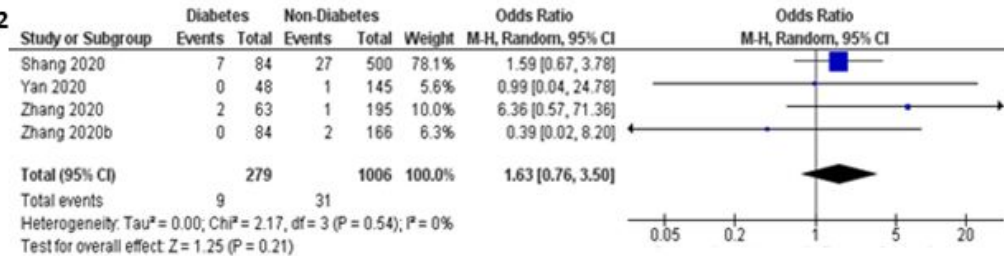 2
Diabetes Non-Diabetes Odds Ratio Odds Ratio
Study or Subgroup Events Total Events Total Weight M-H, Random, 95% CI M-H, Random, 95% CI
Shang 2020 7 84 27 500 78.1% 1.59 [0.67, 3.78]
Yan 2020 0 48 1 145 5.6% 0.99 [0.04, 24.78]
Zhang 2020 2 63 1 195 10.0% 6.36 [0.57, 71.36]
Zhang 2020b 0 84 2 166 6.3% 0.39 [0.02, 8.20]
Total (95% CI) 279 1006 100.0% 1.63 [0.76, 3.50]
Total events 9 31
Heterogeneity: Tau² = 0.00; Chi² = 2.17, df = 3 (P = 0.54); I² = 0%
Test for overall effect: Z = 1.25 (P = 0.21)
0.05 0.2 1 5 20